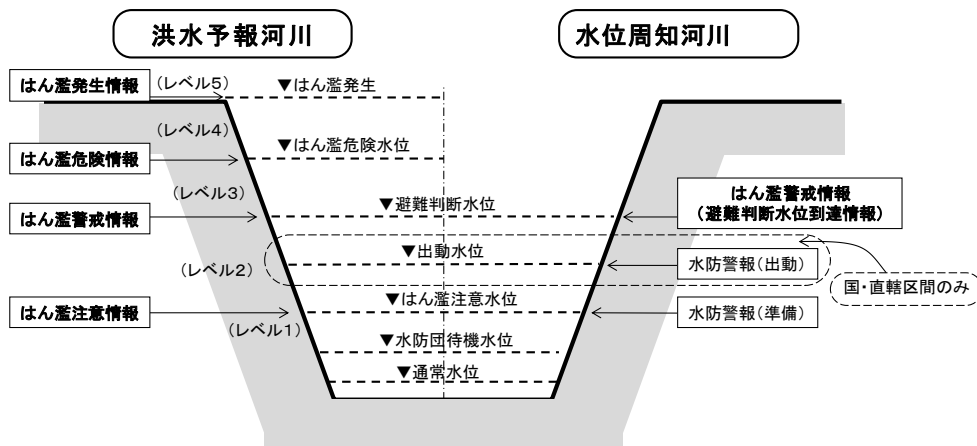 洪水予報河川
水位周知河川
はん濫発生情報
(レベル5)
▼はん濫発生
(レベル4)
はん濫危険情報
▼はん濫危険水位
(レベル3)
はん濫警戒情報
▼避難判断水位
はん濫警戒情報
(避難判断水位到達情報)
▼出動水位
水防警報(出動)
(レベル2)
国・直轄区間のみ
はん濫注意情報
▼はん濫注意水位
水防警報(準備)
(レベル1)
▼水防団待機水位
▼通常水位